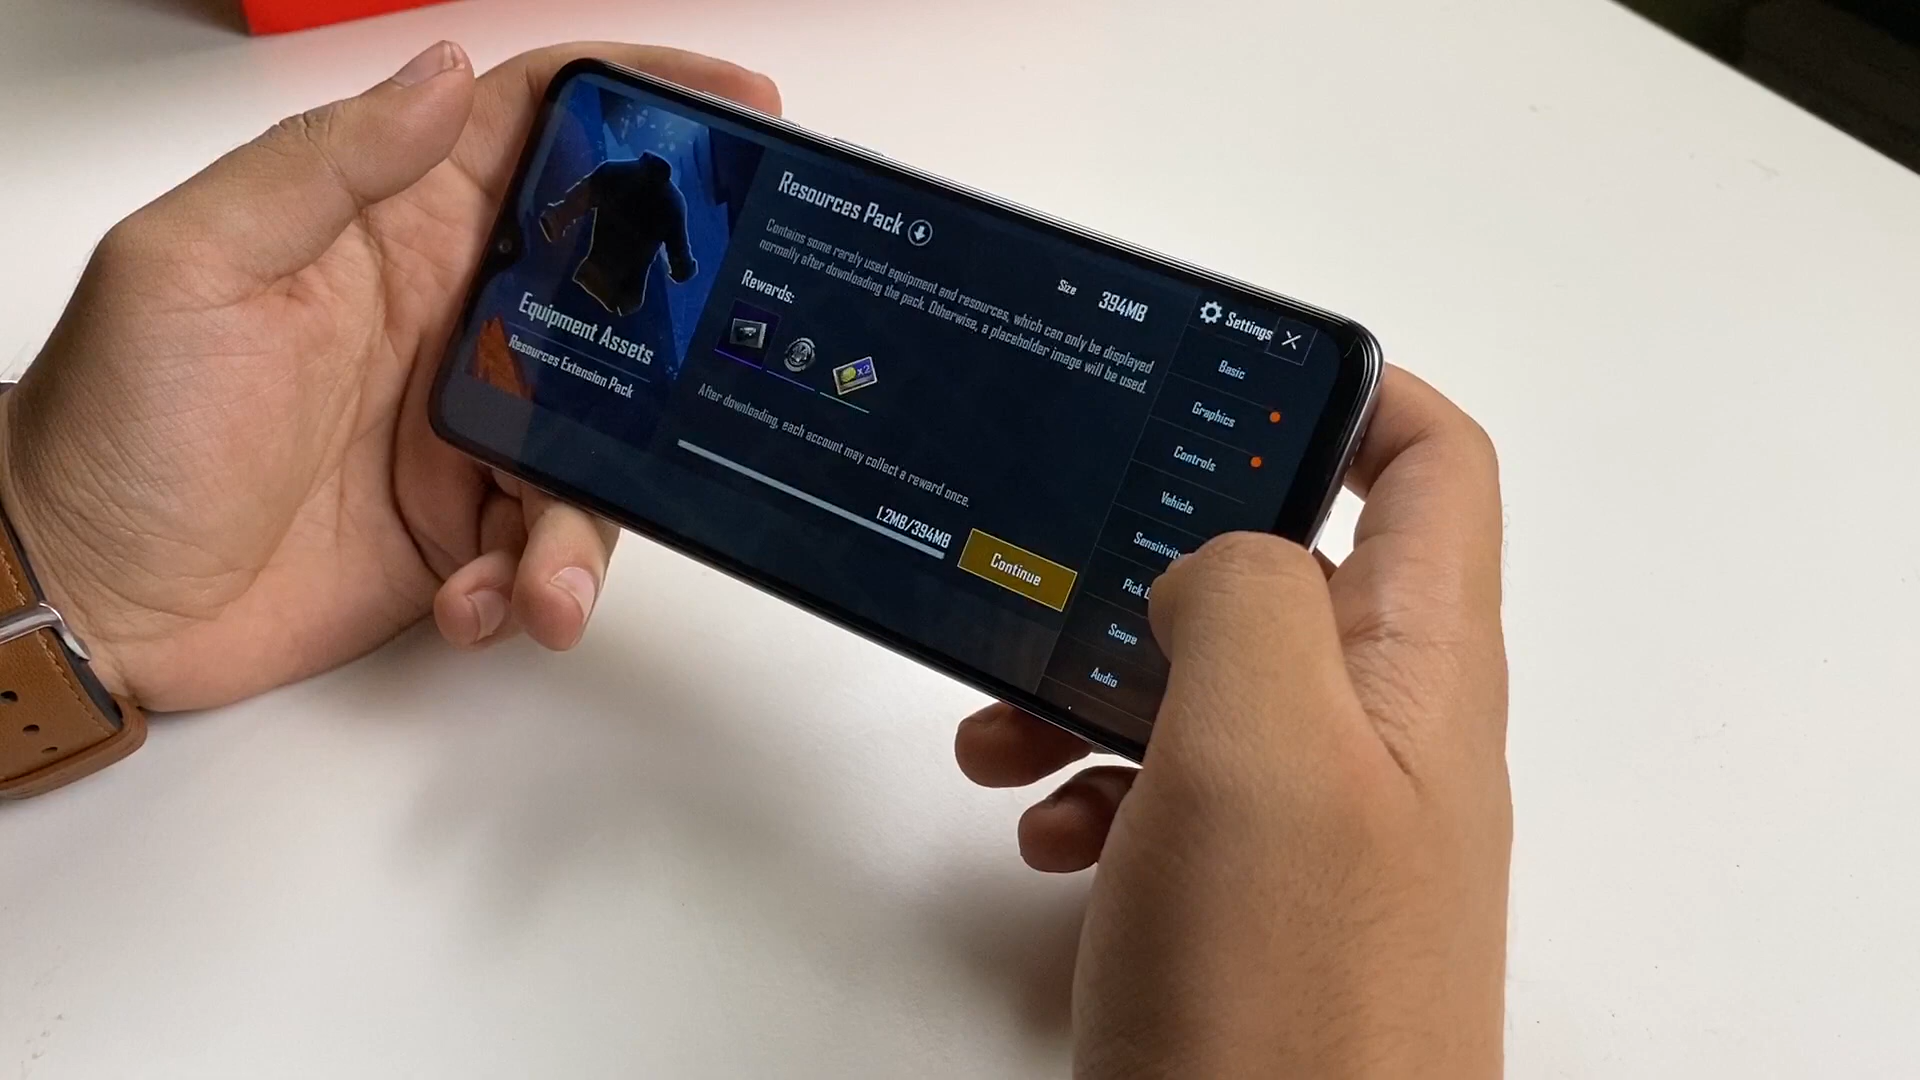 Equipment Assets
Resources Extension Pack
Resources Pack
Contains some rarely used equipment and resources, which can only be displayed
normally after downloading the pack. Otherwise, a placeholder image will be used.
Size 394MB
Rewards:
x2
After downloading, each account may collect a reward once.
1.2MB/394MB
Continue
Settings
Basic
Graphics
Controls
Vehicle
Sensitivity
Pick
Scope
Audio